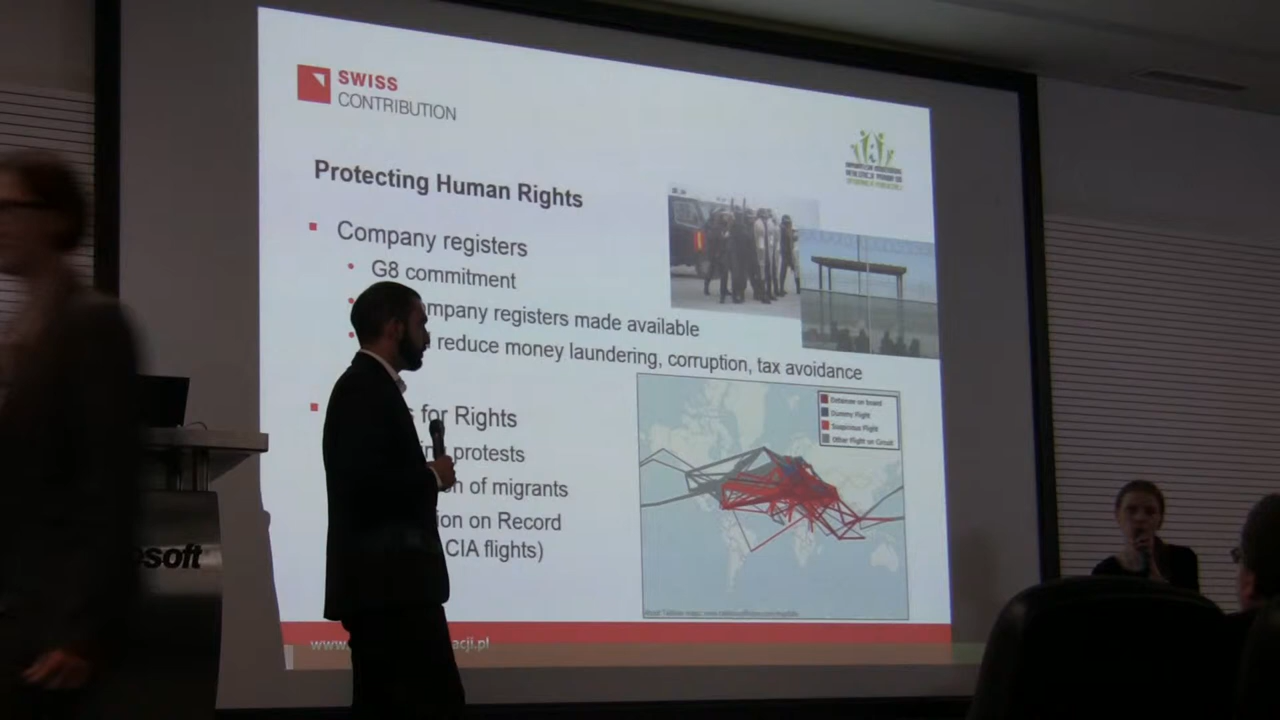 SWISS
CONTRIBUTION
Protecting Human Rights
Company registers
G8 commitment
mpany registers made available
reduce money laundering, corruption, tax avoidance
for Rights
protests
of migrants
ion on Record
CIA flights)
Detainee on board
Dummy Flight
Suspicious Flight
Other Flight on Circuit
www.
acji.pl
esoft